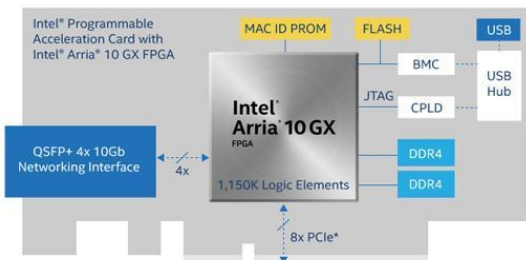 Intel® Programmable
Acceleration Card with
Intel® Arria® 10 GX FPGA
MAC ID PROM
FLASH
USB
BMC
USB
Hub
JTAG
CPLD
Intel®
Arria® 10 GX
FPGA
QSFP+ 4x 10Gb
Networking Interface
4x
DDR4
DDR4
1,150K Logic Elements
8x PCIe*